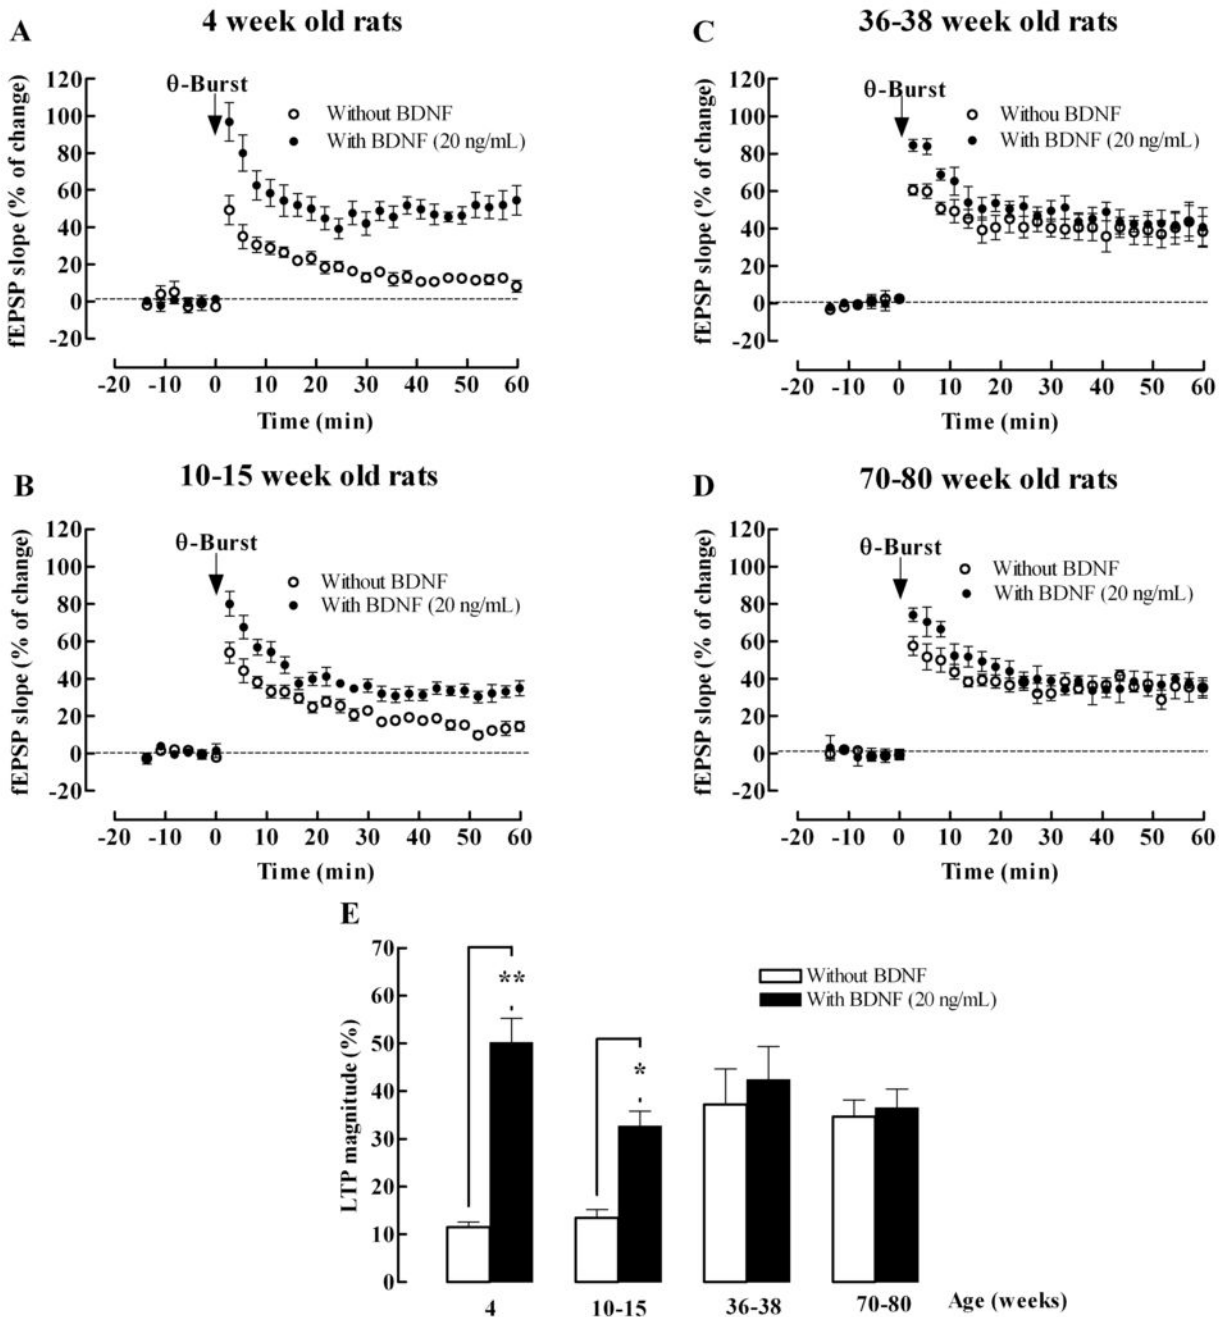 A
4 week old rats
120
100
80
60
40
20
0
-20
fEPSP slope (% of change)
θ-Burst
Without BDNF
With BDNF (20 ng/mL)
-20 -10 0 10 20 30 40 50 60
Time (min)
C
36-38 week old rats
120
100
80
60
40
20
0
-20
fEPSP slope (% of change)
θ-Burst
Withou BDNF
With BDNF (20 ng/mL)
-20 -10 0 10 20 30 40 50 60
Time (min)
B
10-15 week old rats
120
100
80
60
40
20
0
-20
fEPSP slope (% of change)
θ-Burst
Without BDNF
With BDNF (20 ng/mL)
-20 -10 0 10 20 30 40 50 60
Time (min)
D
70-80 week old rats
120
100
80
60
40
20
0
-20
fEPSP slope (% of change)
θ-Burst
Without BDNF
With BDNF (20 ng/mL)
-20 -10 0 10 20 30 40 50 60
Time (min)
E
70
60
50
40
30
20
10
0
LTP magnitude (%)
**
*
Without BDNF
With BDNF (20 ng/mL)
4 10-15 36-38 70-80 Age (weeks)